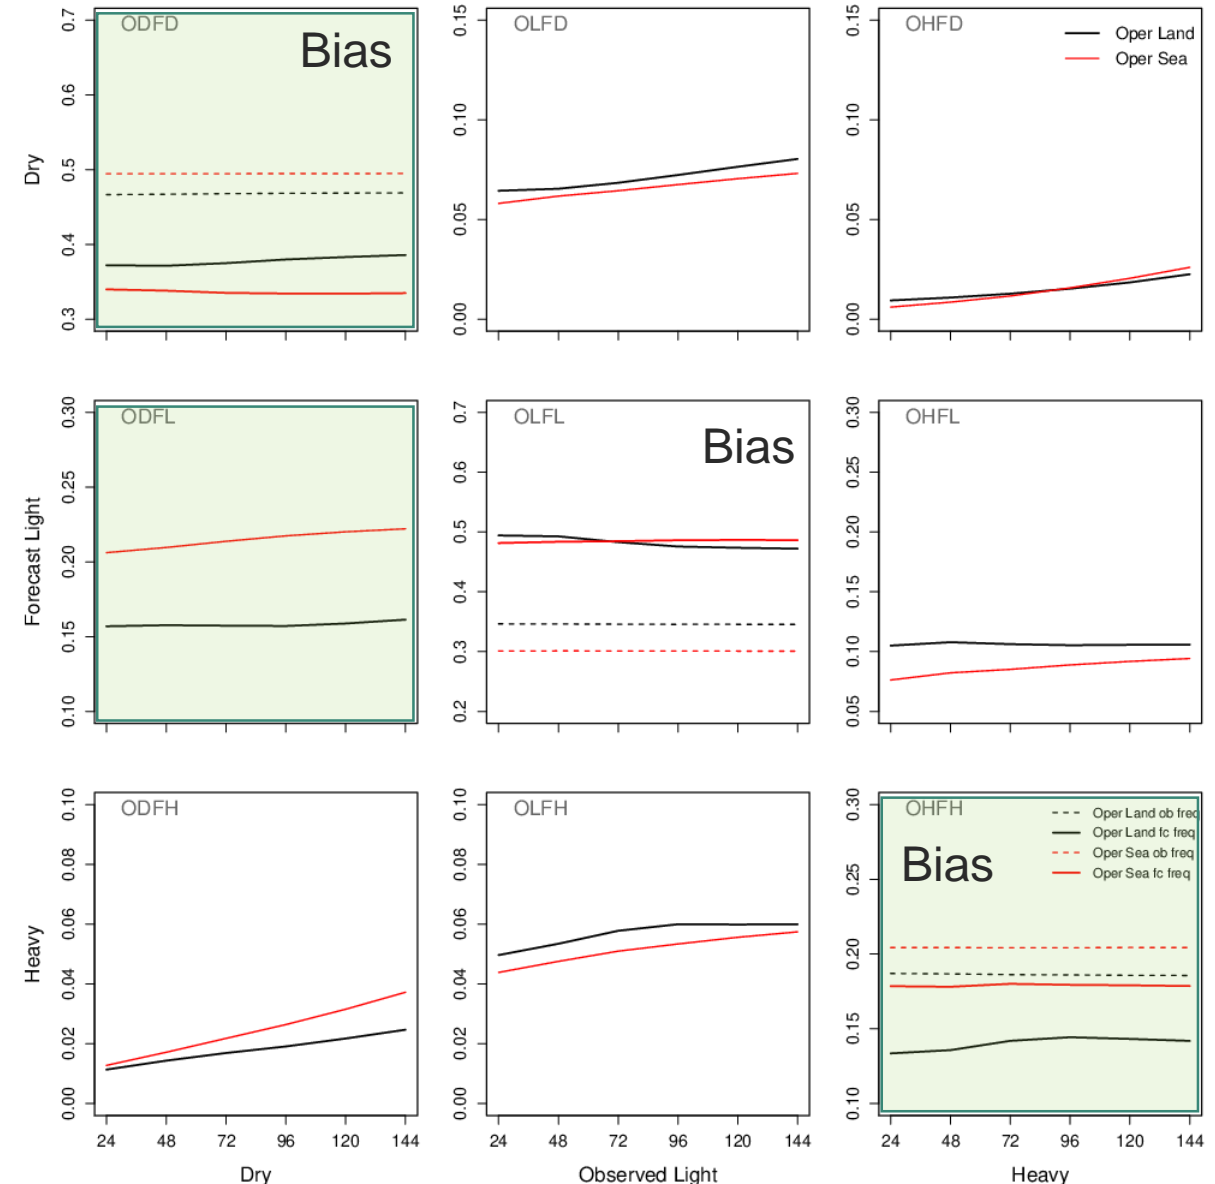 ODFD
Bias
0.7
0.6
0.5
0.4
0.3
Dry
OLFD
0.15
0.10
0.05
0.00
OHFD
Oper Land
Oper Sea
0.15
0.10
0.05
0.00
ODFL
0.30
0.25
0.20
0.15
0.10
Forecast Light
OLFL
Bias
0.7
0.6
0.5
0.4
0.3
0.2
OHFL
0.30
0.25
0.20
0.15
0.10
0.05
ODFH
0.10
0.08
0.06
0.04
0.02
0.00
Heavy
24 48 72 96 120 144
Dry
OLFH
0.10
0.08
0.06
0.04
0.02
0.00
24 48 72 96 120 144
Observed Light
OHFH
Bias
Oper Land ob freq
Oper Land fc freq
Oper Sea ob freq
Oper Sea fc freq
0.30
0.25
0.20
0.15
0.10
24 48 72 96 120 144
Heavy